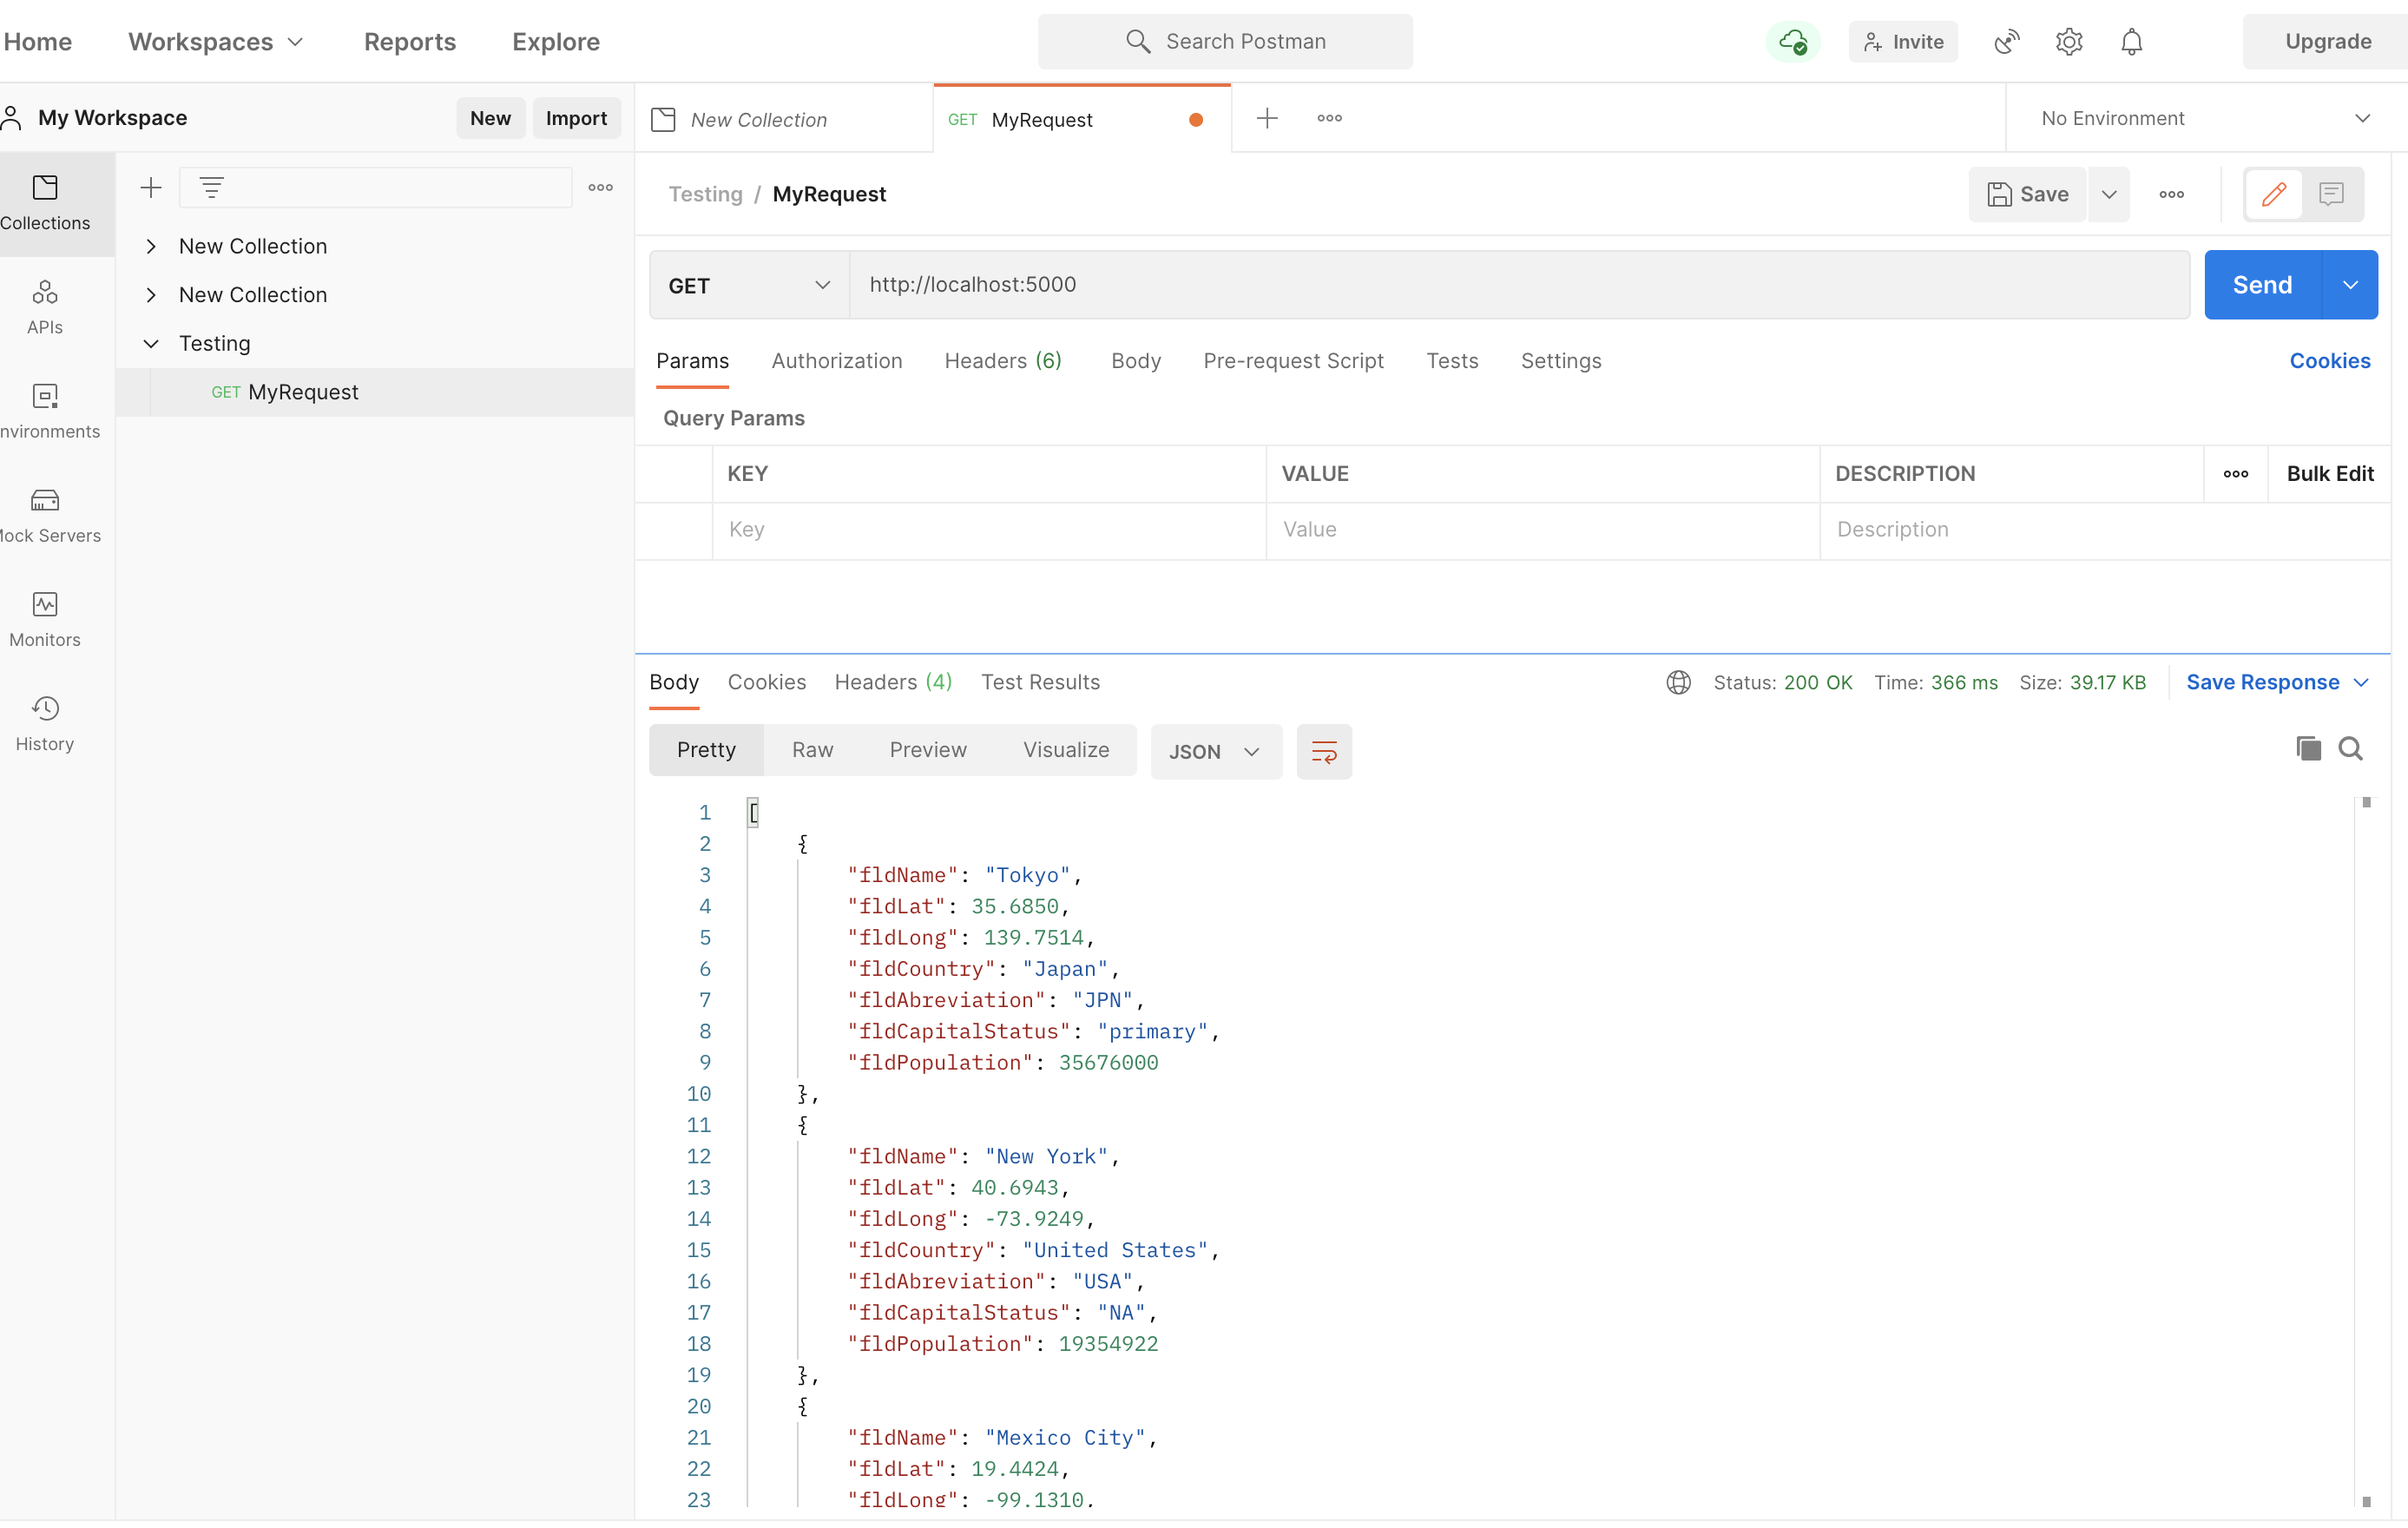 Home Workspaces Reports Explore Search Postman Invite Upgrade
My Workspace New Import New Collection GET MyRequest ooo No Environment
Collections
APIs
nvironments
lock Servers
Monitors
History
ooo
New Collection
New Collection
Testing
GET MyRequest
Testing / MyRequest Save ooo
GET http://localhost:5000 Send
Params Authorization Headers (6) Body Pre-request Script Tests Settings Cookies
Query Params
KEY VALUE DESCRIPTION ooo Bulk Edit
Key Value Description
Body Cookies Headers (4) Test Results Status: 200 OK Time: 366 ms Size: 39.17 KB Save Response
Pretty Raw Preview Visualize JSON
1 [
2 {
3 "fldName": "Tokyo",
4 "fldLat": 35.6850,
5 "fldLong": 139.7514,
6 "fldCountry": "Japan",
7 "fldAbreviation": "JPN",
8 "fldCapitalStatus": "primary",
9 "fldPopulation": 35676000
10 },
11 {
12 "fldName": "New York",
13 "fldLat": 40.6943,
14 "fldLong": -73.9249,
15 "fldCountry": "United States",
16 "fldAbreviation": "USA",
17 "fldCapitalStatus": "NA",
18 "fldPopulation": 19354922
19 },
20 {
21 "fldName": "Mexico City",
22 "fldLat": 19.4424,
23 "fldLong": -99.1310,